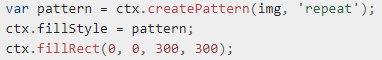 var pattern = ctx.createPattern(img, 'repeat');
ctx.fillStyle = pattern;
ctx.fillRect(0, 0, 300, 300);